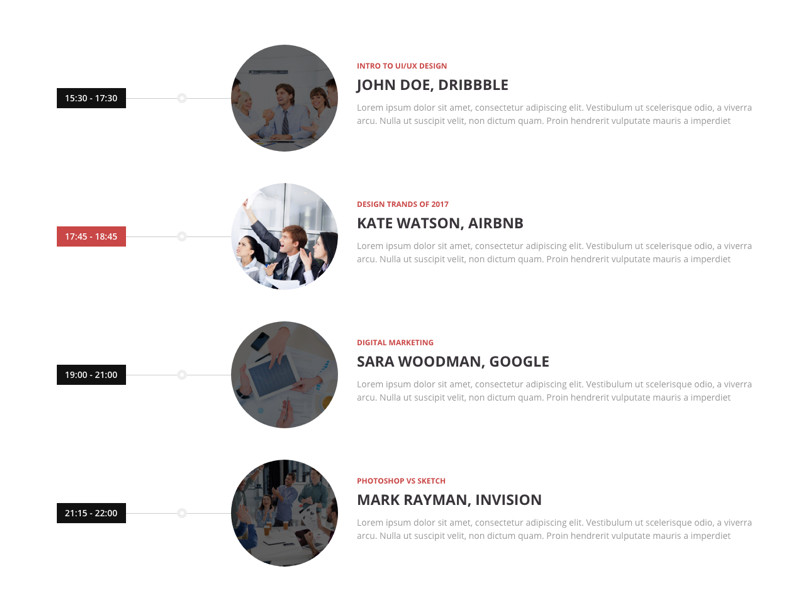 INTRO TO UI/UX DESIGN
JOHN DOE, DRIBBBLE
15:30 - 17:30
Lorem ipsum dolor sit amet, consectetur adipiscing elit. Vestibulum ut scelerisque odio, a viverra
arcu. Nulla ut suscipit velit, non dictum quam. Proin hendrerit vulputate mauris a imperdiet
DESIGN TRANDS OF 2017
KATE WATSON, AIRBNB
17:45 - 18:45
Lorem ipsum dolor sit amet, consectetur adipiscing elit. Vestibulum ut scelerisque odio, a viverra
arcu. Nulla ut suscipit velit, non dictum quam. Proin hendrerit vulputate mauris a imperdiet
DIGITAL MARKETING
SARA WOODMAN, GOOGLE
19:00 - 21:00
Lorem ipsum dolor sit amet, consectetur adipiscing elit. Vestibulum ut scelerisque odio, a viverra
arcu. Nulla ut suscipit velit, non dictum quam. Proin hendrerit vulputate mauris a imperdiet
PHOTOSHOP VS SKETCH
MARK RAYMAN, INVISION
21:15 - 22:00
Lorem ipsum dolor sit amet, consectetur adipiscing elit. Vestibulum ut scelerisque odio, a viverra
arcu. Nulla ut suscipit velit, non dictum quam. Proin hendrerit vulputate mauris a imperdiet